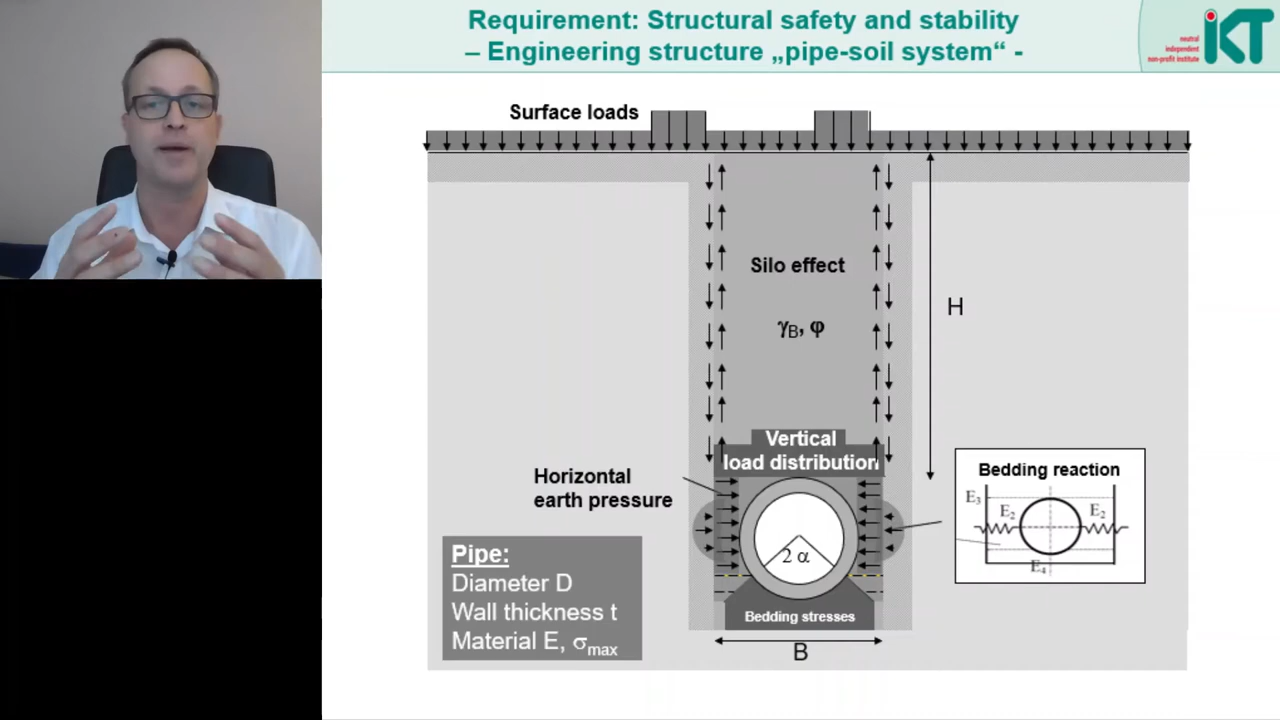 Requirement: Structural safety and stability
– Engineering structure „pipe-soil system“ -
neutral
independent
non-profit institute
iKT
Surface loads
Silo effect
γB, φ
H
Vertical
load distribution
Horizontal
earth pressure
Bedding reaction
E3
E2
E2
E4
2 α
Pipe:
Diameter D
Wall thickness t
Material E, σmax
Bedding stresses
B